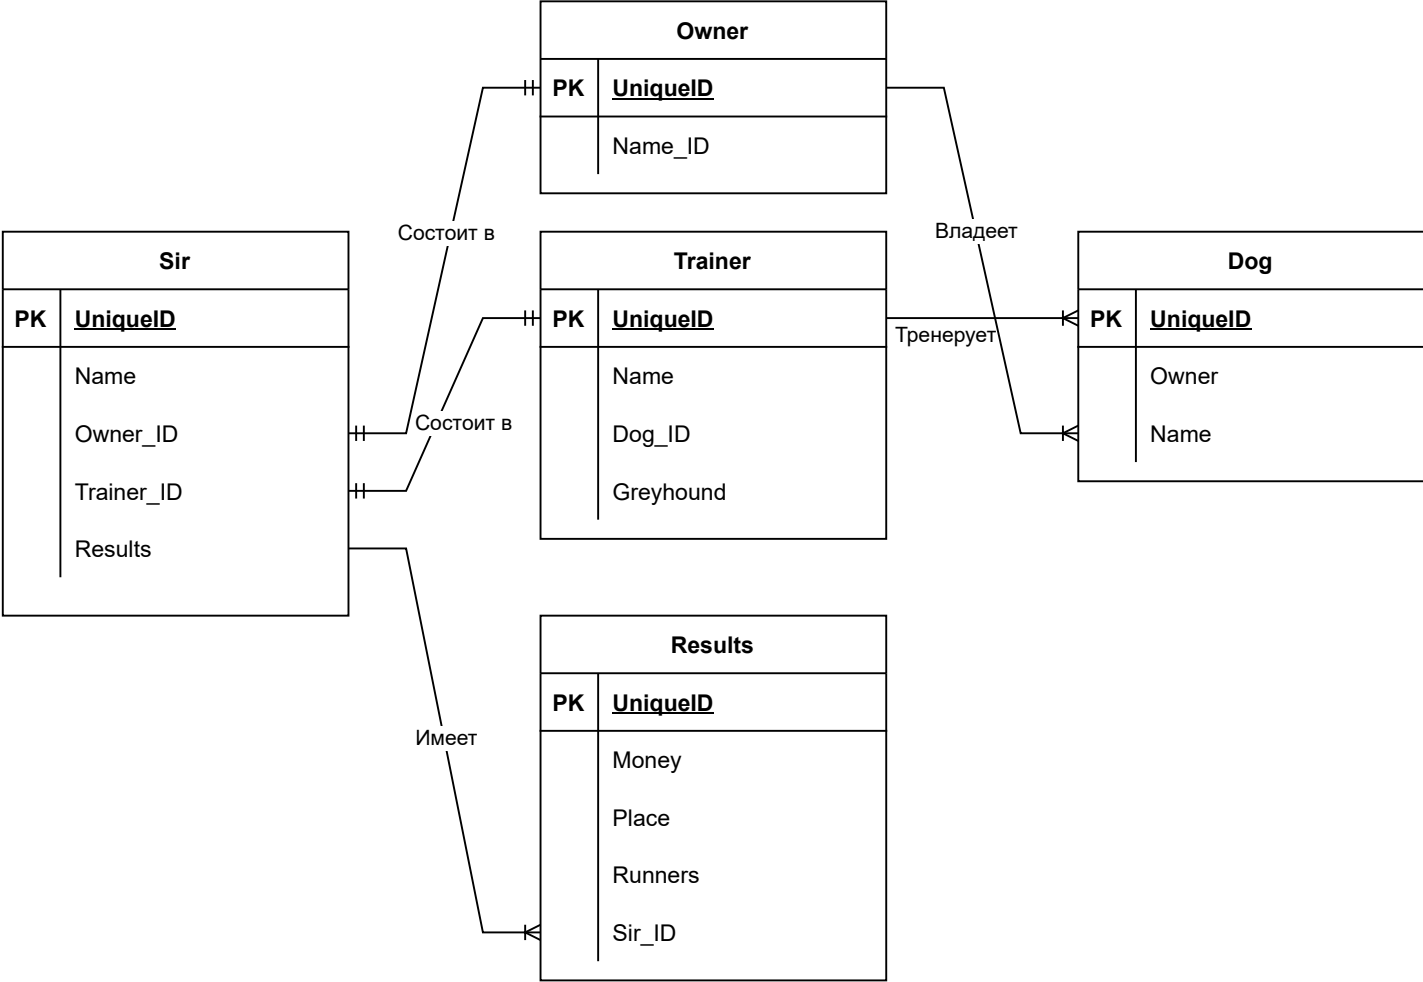 Owner
PK UniqueID
Name_ID
Состоит в
Владеет
Sir
PK UniqueID
Name
Owner_ID
Trainer_ID
Results
Состоит в
Trainer
PK UniqueID
Name
Dog_ID
Greyhound
Тренерует
Dog
PK UniqueID
Owner
Name
Имеет
Results
PK UniqueID
Money
Place
Runners
Sir_ID